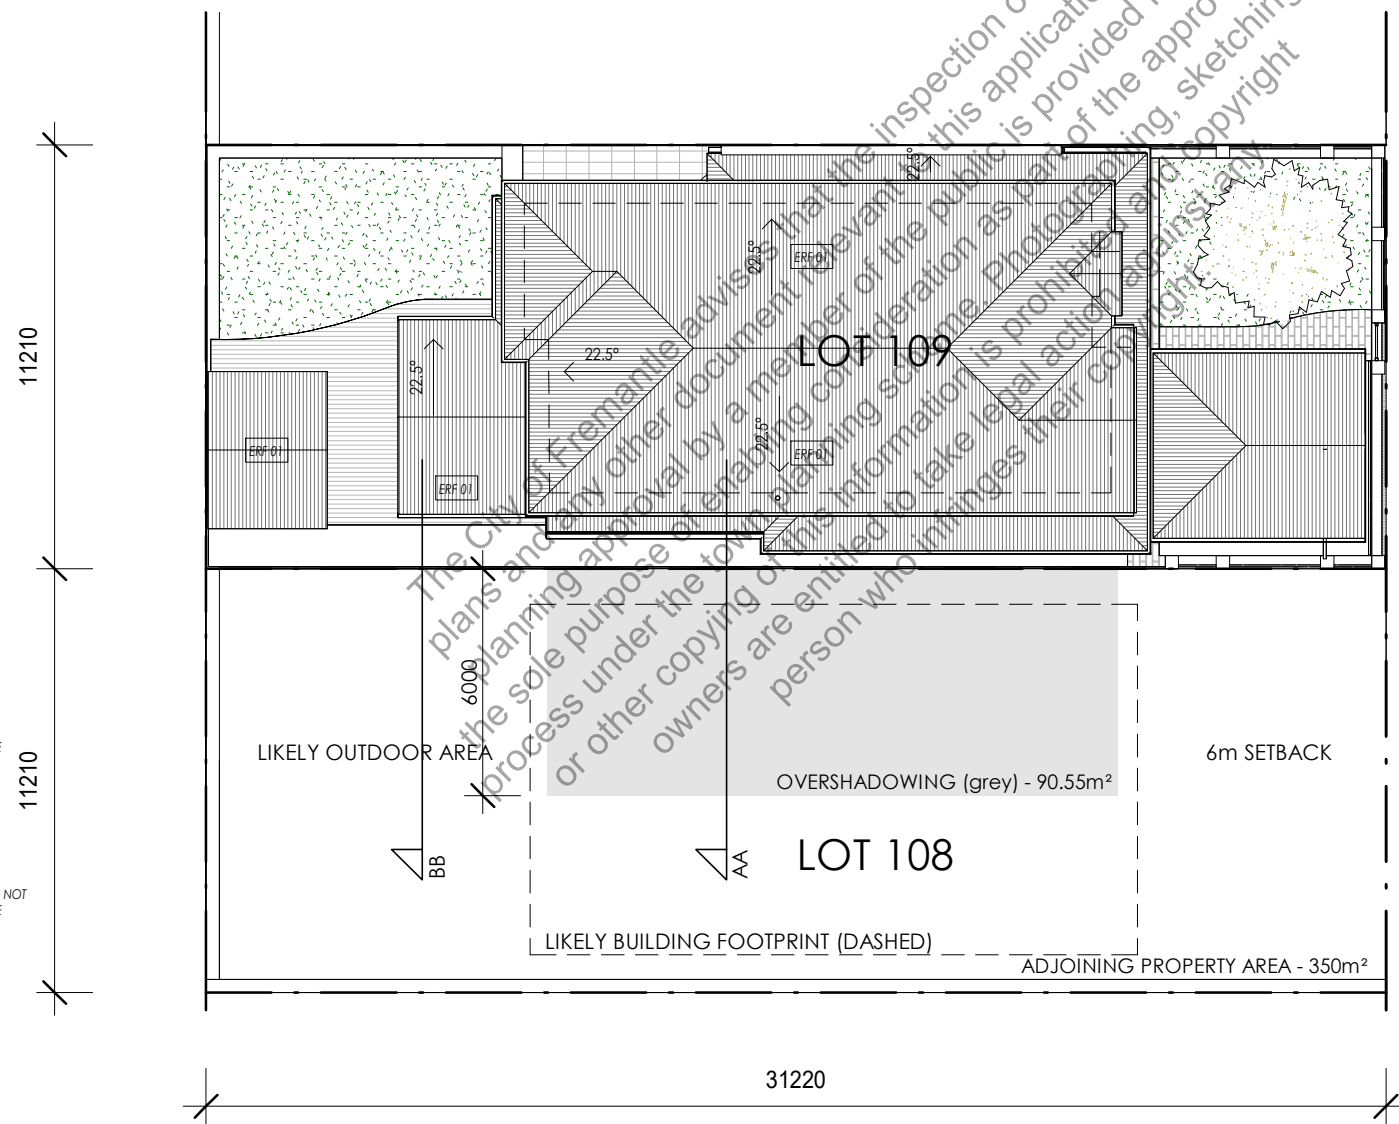 The City of Fremantle advises that the inspection o
plans and any other document relevant to this applicatio
planning approval by a member of the public is provided f
the sole purpose of enabling consideration as part of the appro
process under the town planning scheme. Photographing, sketching
or other copying of this information is prohibited and copyright
owners are entitled to take legal action against any
person who infringes their copyright.
22.5°
22.5°
ERF 01
11210
LOT 109
22.5°
22.5°
22.5°
ERF 01
ERF 01
ERF 01
6000
LIKELY OUTDOOR AREA
6m SETBACK
11210
OVERSHADOWING (grey) - 90.55m²
BB
AA
LOT 108
NOT
LIKELY BUILDING FOOTPRINT (DASHED)
ADJOINING PROPERTY AREA - 350m²
31220